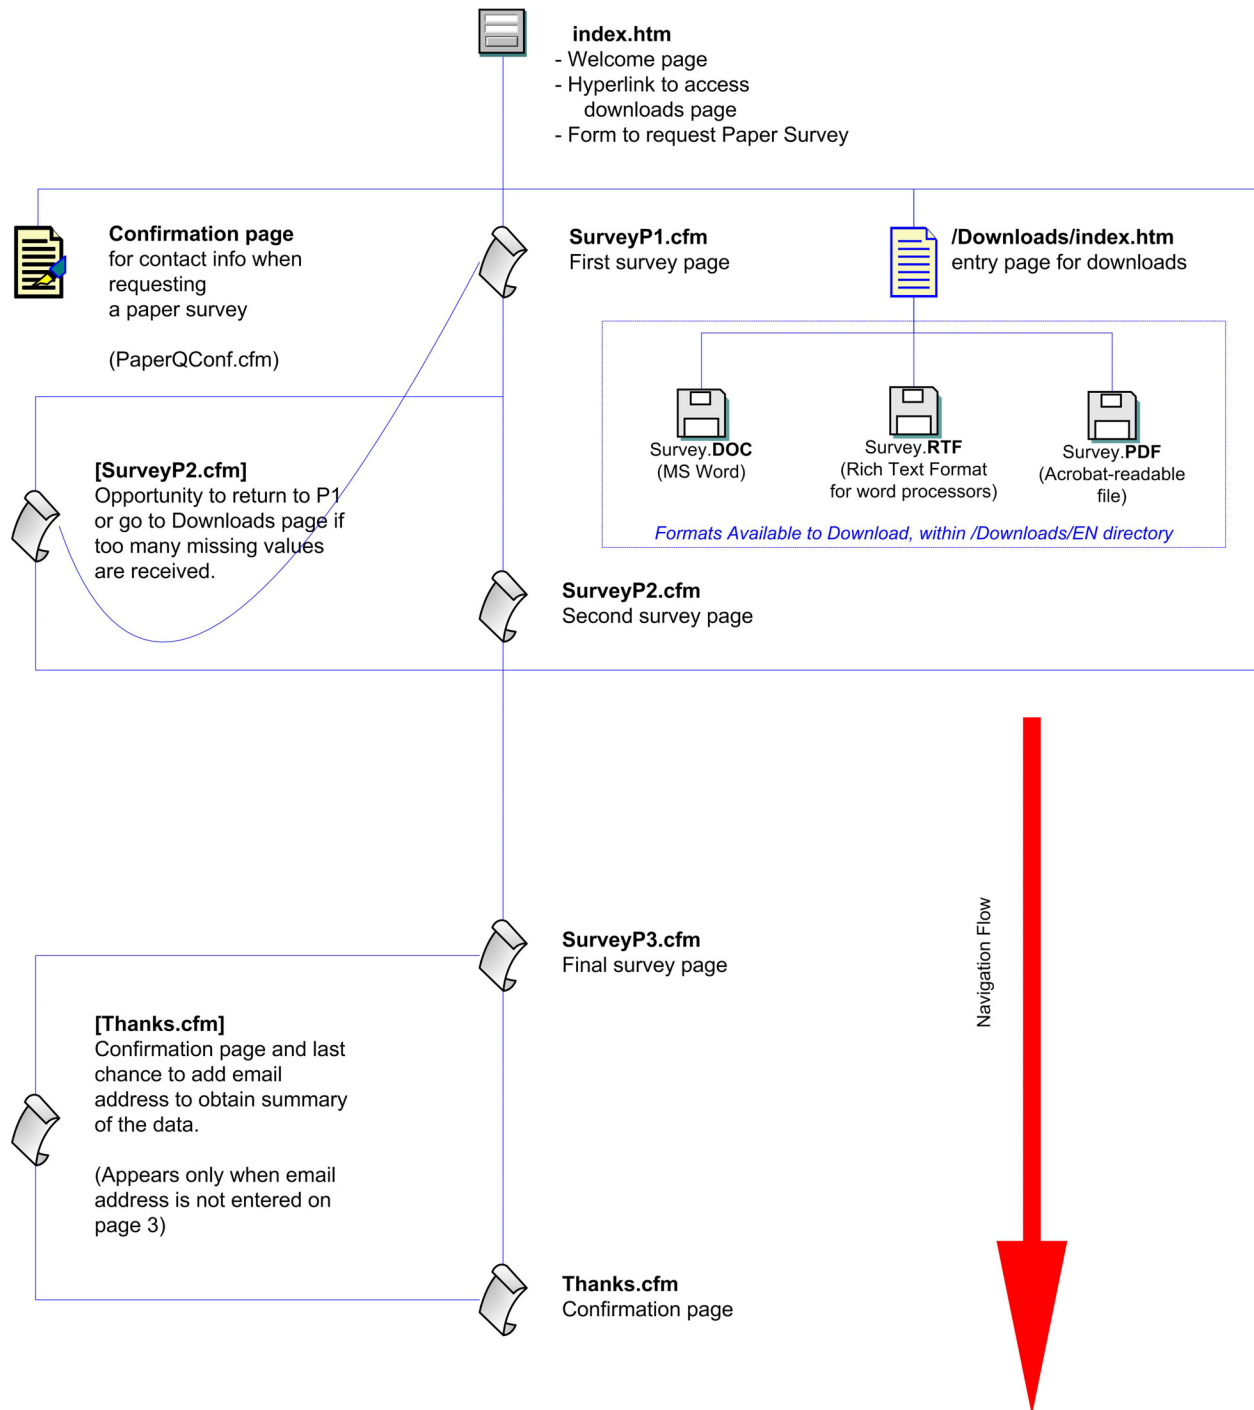 index.htm
- Welcome page
- Hyperlink to access
downloads page
- Form to request Paper Survey
Confirmation page
for contact info when
requesting
a paper survey
(PaperQConf.cfm)
SurveyP1.cfm
First survey page
/Downloads/index.htm
entry page for downloads
Survey.DOC
(MS Word)
Survey.RTF
(Rich Text Format
for word processors)
Survey.PDF
(Acrobat-readable
file)
Formats Available to Download, within /Downloads/EN directory
[SurveyP2.cfm]
Opportunity to return to P1
or go to Downloads page if
too many missing values
are received.
SurveyP2.cfm
Second survey page
Navigation Flow
SurveyP3.cfm
Final survey page
[Thanks.cfm]
Confirmation page and last
chance to add email
address to obtain summary
of the data.
(Appears only when email
address is not entered on
page 3)
Thanks.cfm
Confirmation page